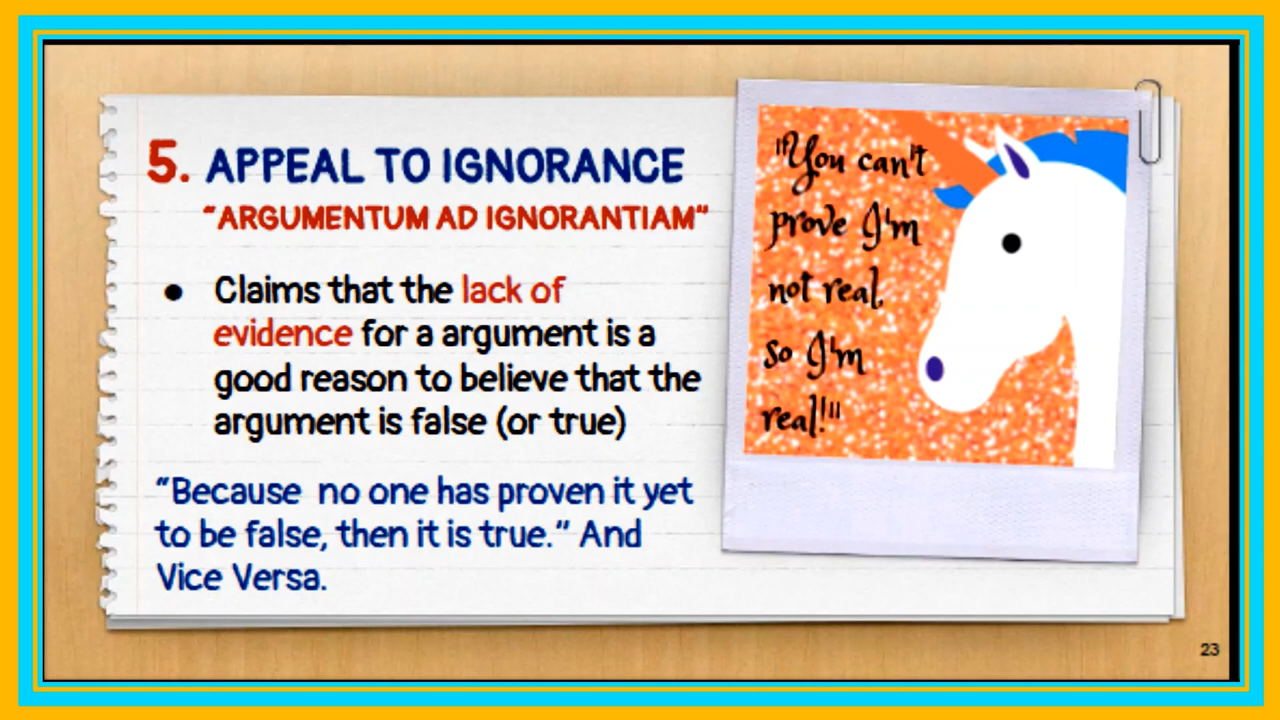 5. APPEAL TO IGNORANCE
“ARGUMENTUM AD IGNORANTIAM”
● Claims that the lack of
evidence for a argument is a
good reason to believe that the
argument is false (or true)
“Because no one has proven it yet
to be false, then it is true.” And
Vice Versa.
"You can't
prove I'm
not real,
so I'm
real!"
23